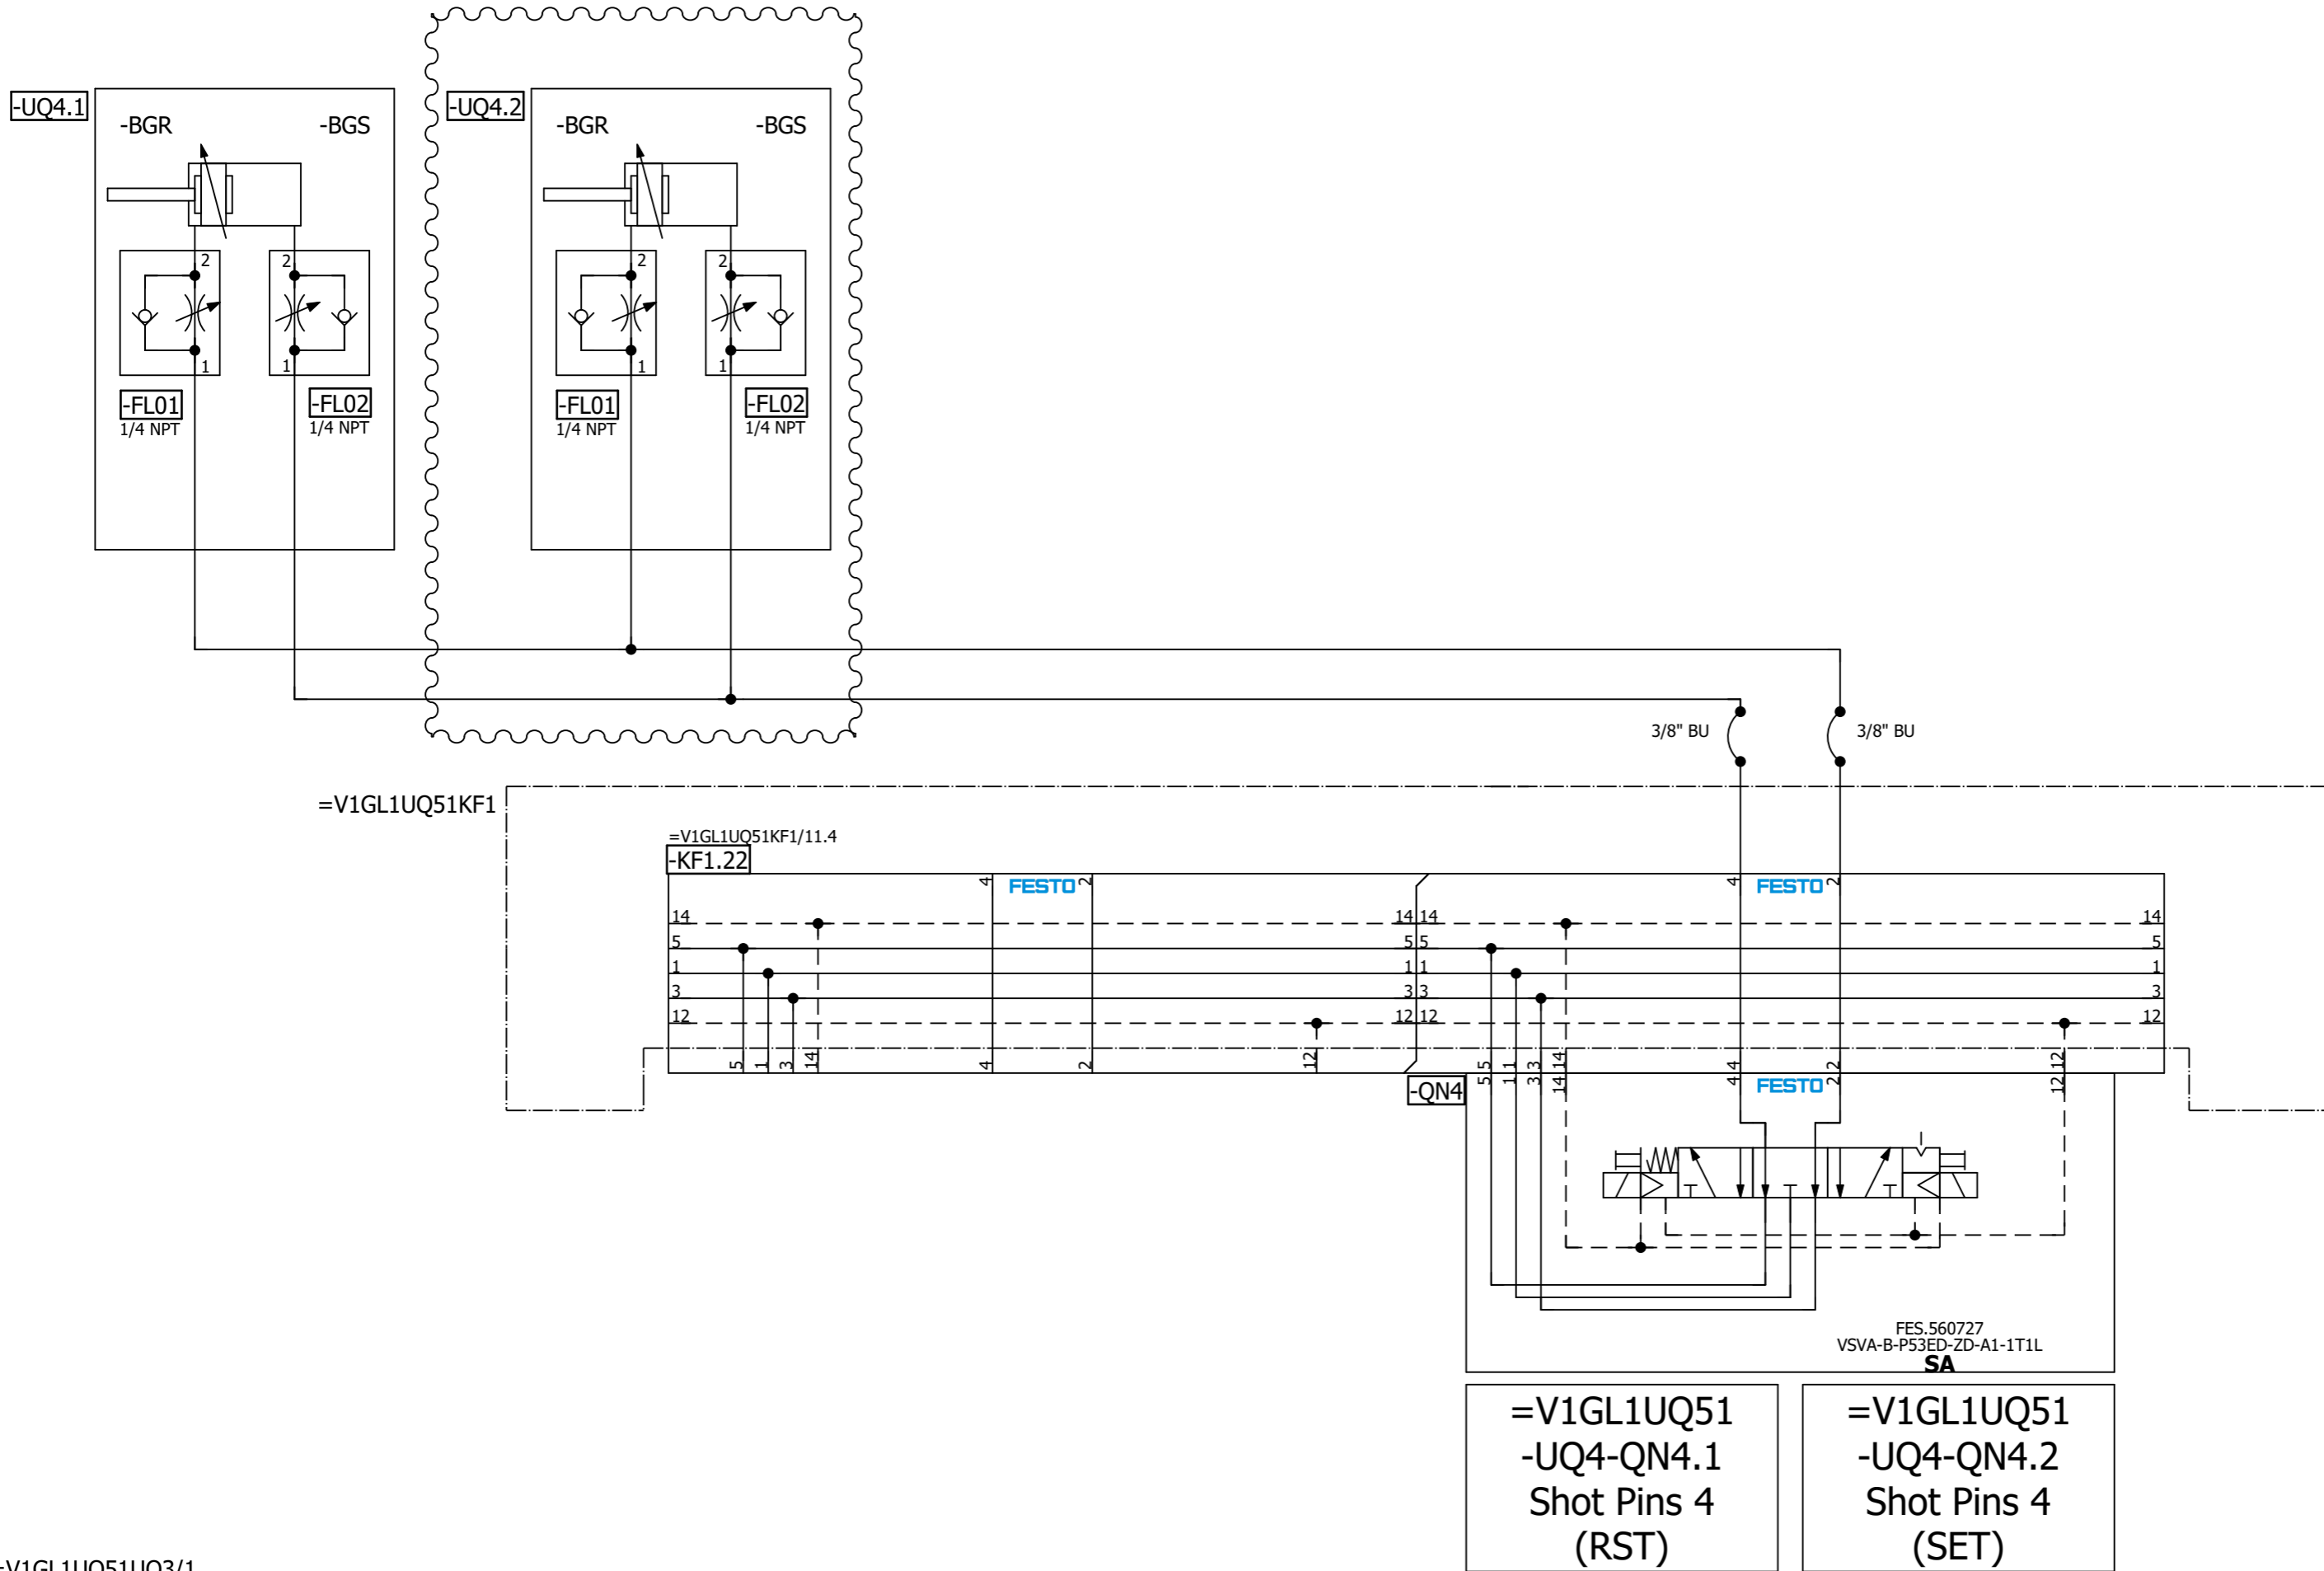 -UQ4.1
-BGR
-BGS
-UQ4.2
-BGR
-BGS
2
2
2
2
1
1
1
1
-FL01
1/4 NPT
-FL02
1/4 NPT
-FL01
1/4 NPT
-FL02
1/4 NPT
3/8" BU
3/8" BU
=V1GL1UQ51KF1
=V1GL1UQ51KF1/11.4
-KF1.22
4
FESTO
2
4
FESTO
2
14
14
14
14
5
5
5
5
1
1
1
1
3
3
3
3
12
12
12
12
5
1
3
14
4
2
12
5
1
3
14
4
2
12
-QN4
5
1
3
14
4
FESTO
2
12
FES.560727
VSVA-B-P53ED-ZD-A1-1T1L
SA
=V1GL1UQ51
-UQ4-QN4.1
Shot Pins 4
(RST)
=V1GL1UQ51
-UQ4-QN4.2
Shot Pins 4
(SET)
=V1GL1UQ51UQ3/1